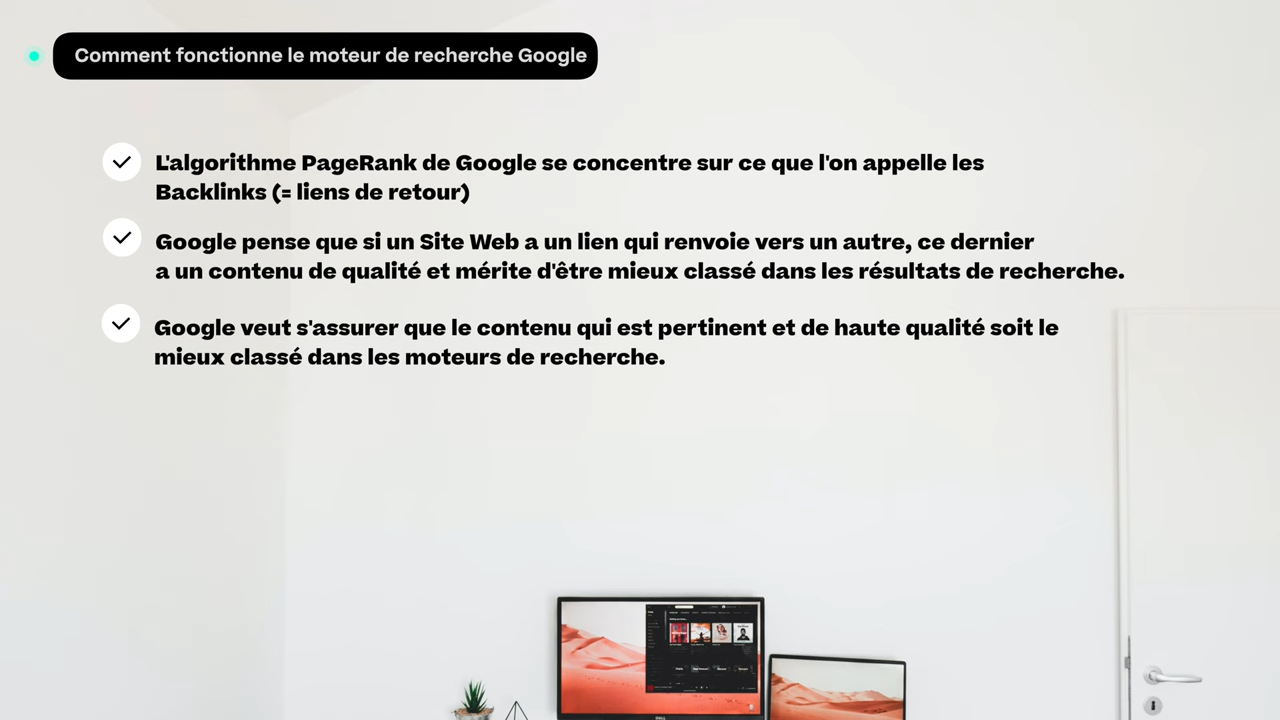 Comment fonctionne le moteur de recherche Google
L'algorithme PageRank de Google se concentre sur ce que l'on appelle les
Backlinks (= liens de retour)
Google pense que si un Site Web a un lien qui renvoie vers un autre, ce dernier
a un contenu de qualité et mérite d'être mieux classé dans les résultats de recherche.
Google veut s'assurer que le contenu qui est pertinent et de haute qualité soit le
mieux classé dans les moteurs de recherche.
DELL